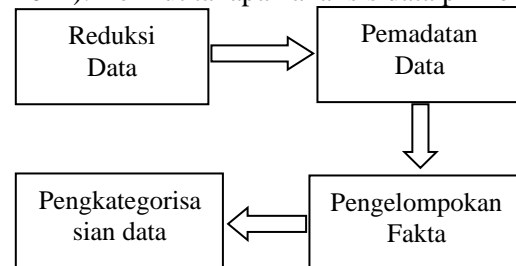 Reduksi
Data
Pemadatan
Data
Pengelompokan
Fakta
Pengkategorisa
sian data